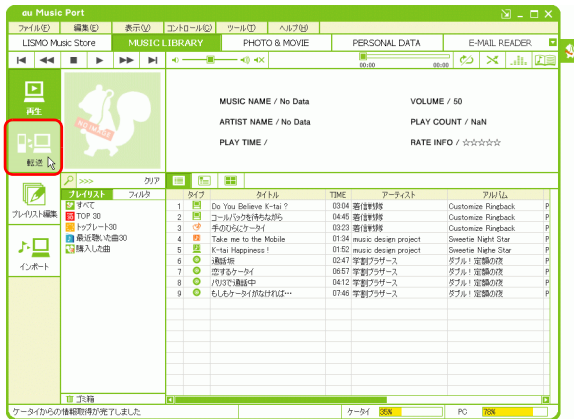 au Music Port
ファイル(F) 編集(E) 表示(V) コントロール(C) ツール(T) ヘルプ(H)
LISMO Music Store MUSIC LIBRARY PHOTO & MOVIE PERSONAL DATA E-MAIL READER
00:00 00:00
再生
転送
プレイリスト編集
インポート
NO IMAGE
MUSIC NAME / No Data VOLUME / 50
ARTIST NAME / No Data PLAY COUNT / NaN
PLAY TIME / RATE INFO / ☆☆☆☆☆
>>> クリア
プレイリスト フィルタ
すべて
TOP 30
トップレート30
最近聴いた曲30
購入した曲
ゴミ箱
タイプ タイトル TIME アーティスト アルバム
1 Do You Believe K-tai ? 03:04 着信戦隊 Customize Ringback P
2 コールバックを待ちながら 04:45 着信戦隊 Customize Ringback P
3 手のひらにケータイ 03:23 着信戦隊 Customize Ringback P
4 Take me to the Mobile 01:34 music design project Sweetie Night Star P
5 K-tai Happiness ! 01:52 music design project Sweetie Night Star P
6 通話坂 02:47 学割ブラザース ダブル！定額の夜 P
7 恋するケータイ 06:57 学割ブラザース ダブル！定額の夜 P
8 パリ3で通話中 04:12 学割ブラザース ダブル！定額の夜 P
9 もしもケータイがなければ… 07:46 学割ブラザース ダブル！定額の夜 P
ケータイからの情報取得が完了しました ケータイ 35% PC 78%